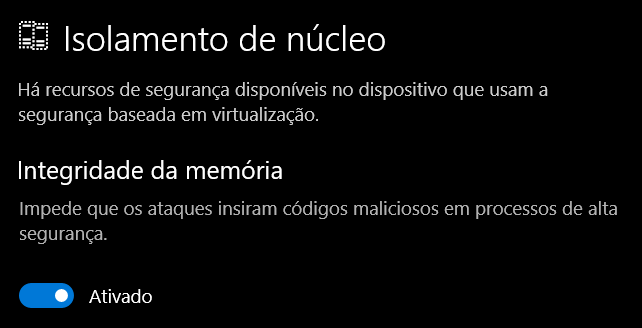 Isolamento de núcleo
Há recursos de segurança disponíveis no dispositivo que usam a
segurança baseada em virtualização.
Integridade da memória
Impede que os ataques insiram códigos maliciosos em processos de alta
segurança.
Ativado